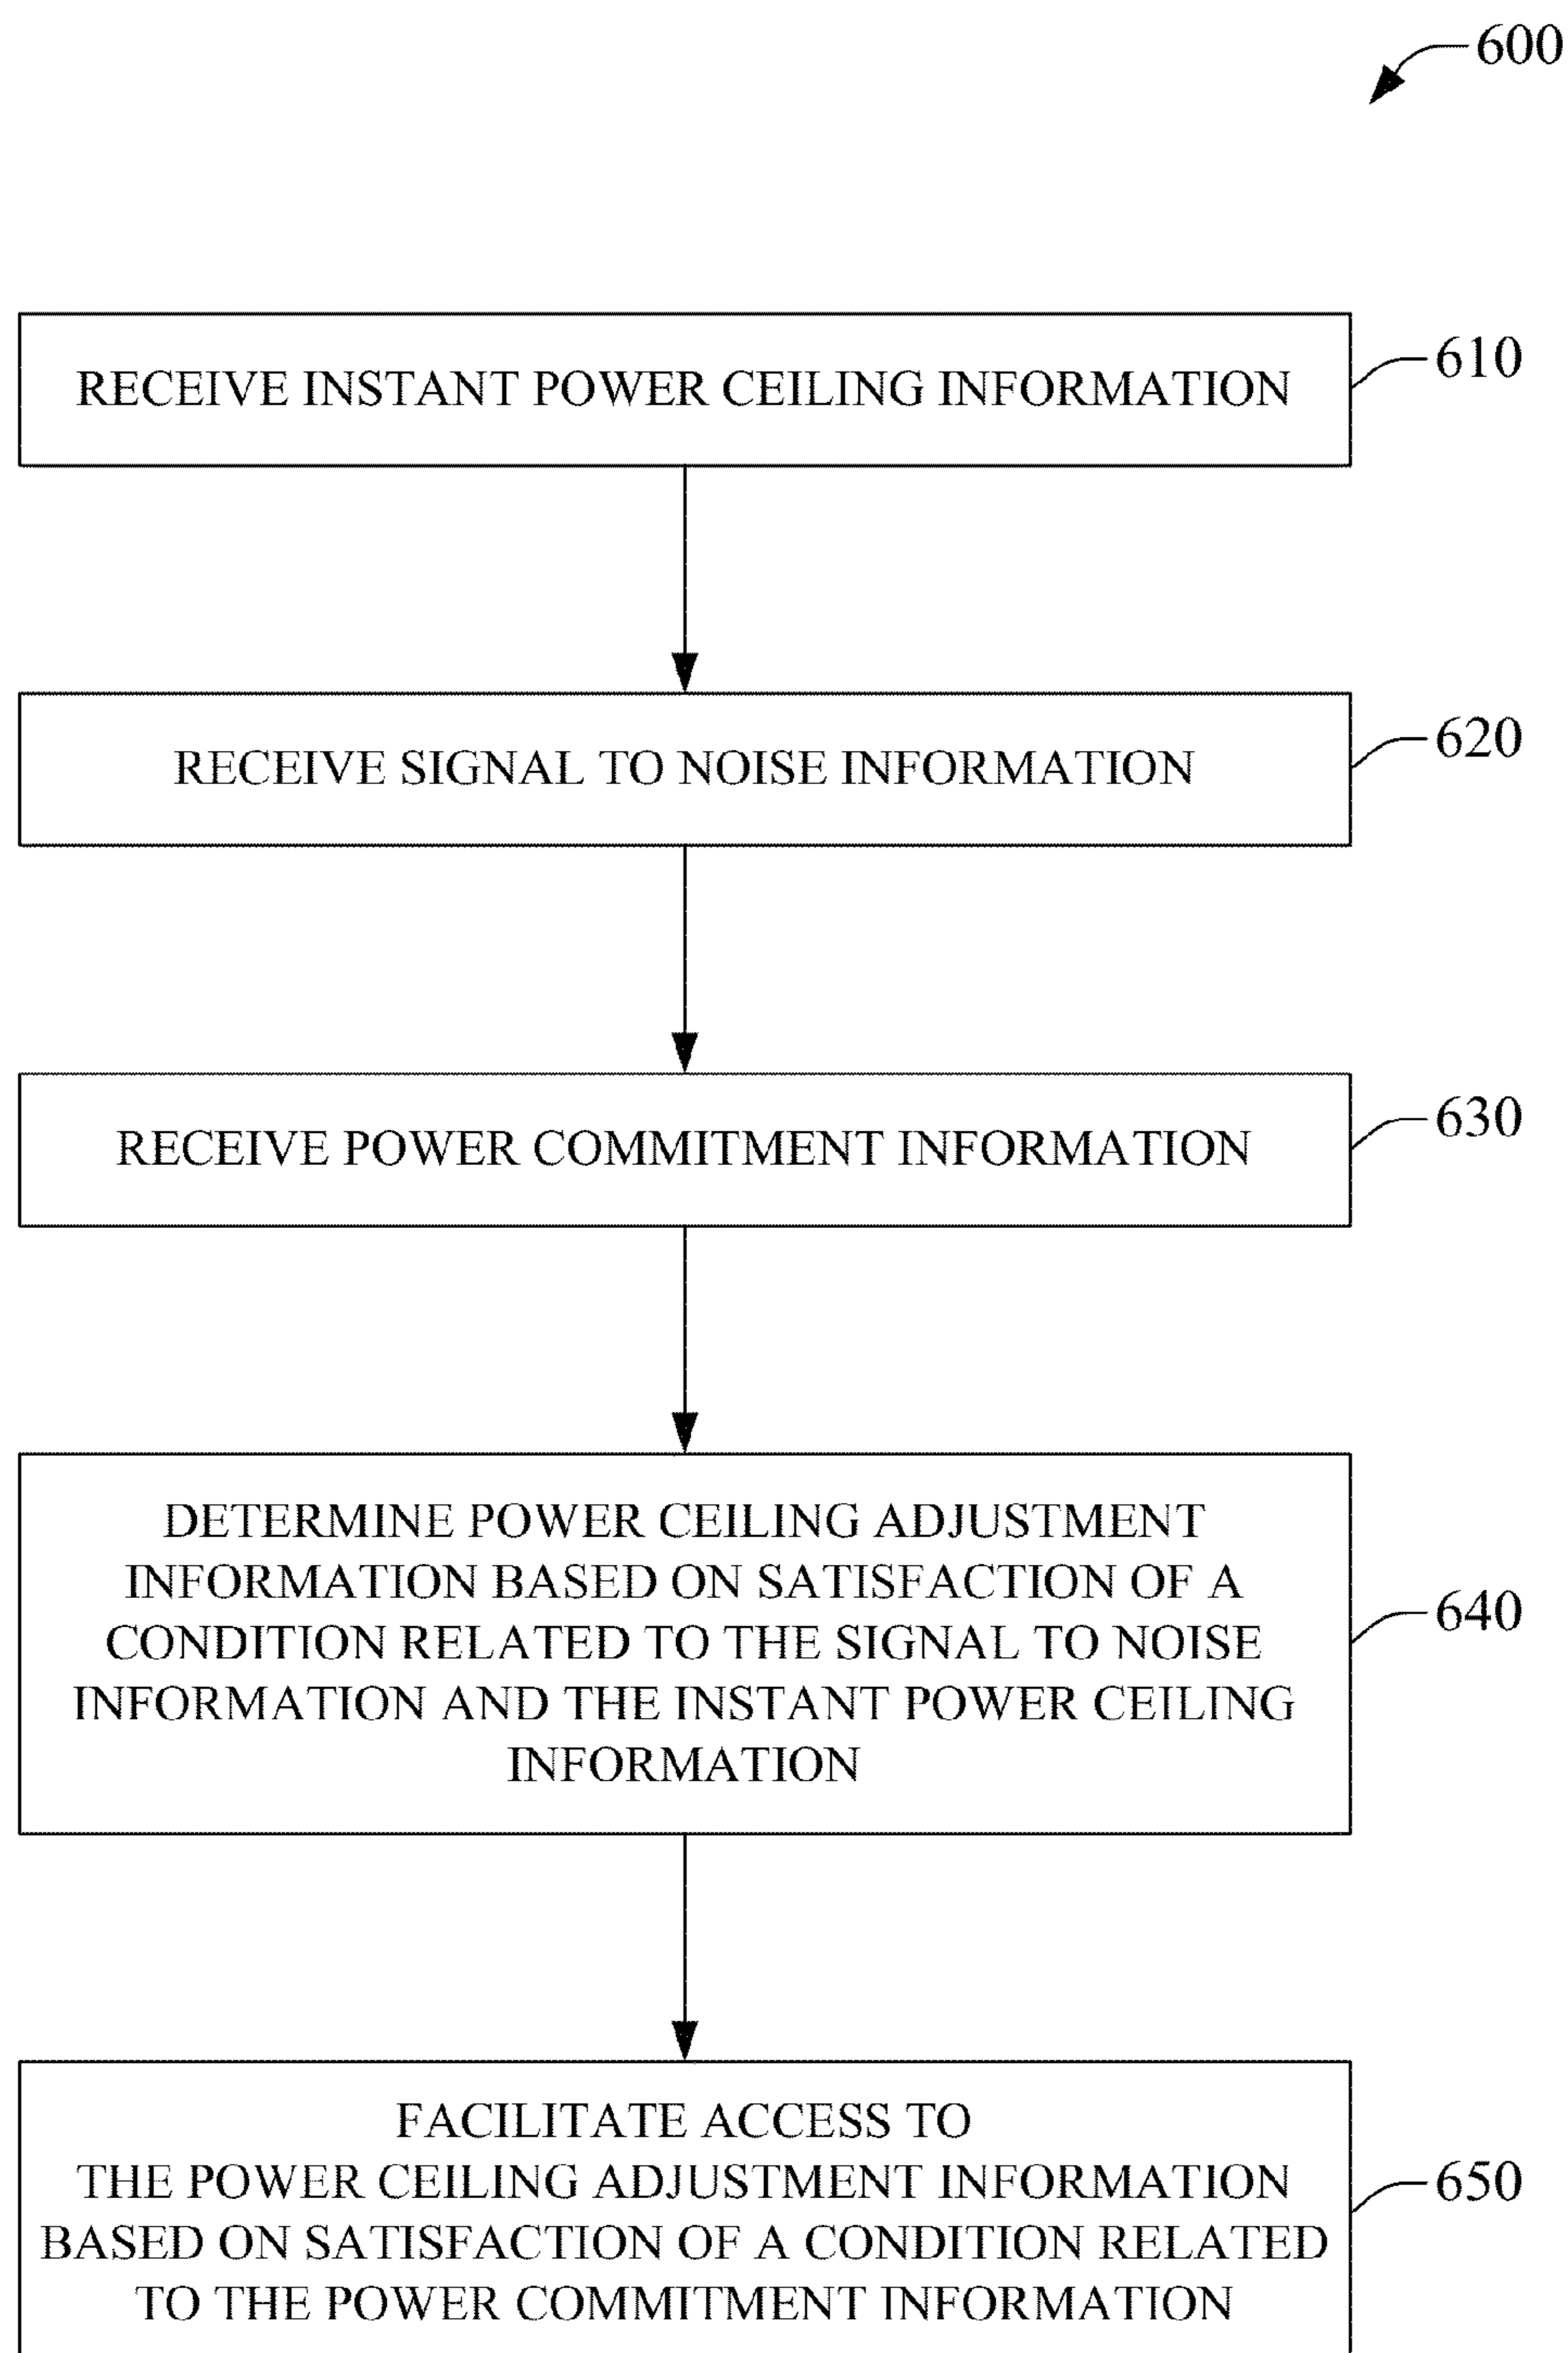 600
RECEIVE INSTANT POWER CEILING INFORMATION
610
RECEIVE SIGNAL TO NOISE INFORMATION
620
RECEIVE POWER COMMITMENT INFORMATION
630
DETERMINE POWER CEILING ADJUSTMENT
INFORMATION BASED ON SATISFACTION OF A
CONDITION RELATED TO THE SIGNAL TO NOISE
INFORMATION AND THE INSTANT POWER CEILING
INFORMATION
640
FACILITATE ACCESS TO
THE POWER CEILING ADJUSTMENT INFORMATION
BASED ON SATISFACTION OF A CONDITION RELATED
TO THE POWER COMMITMENT INFORMATION
650